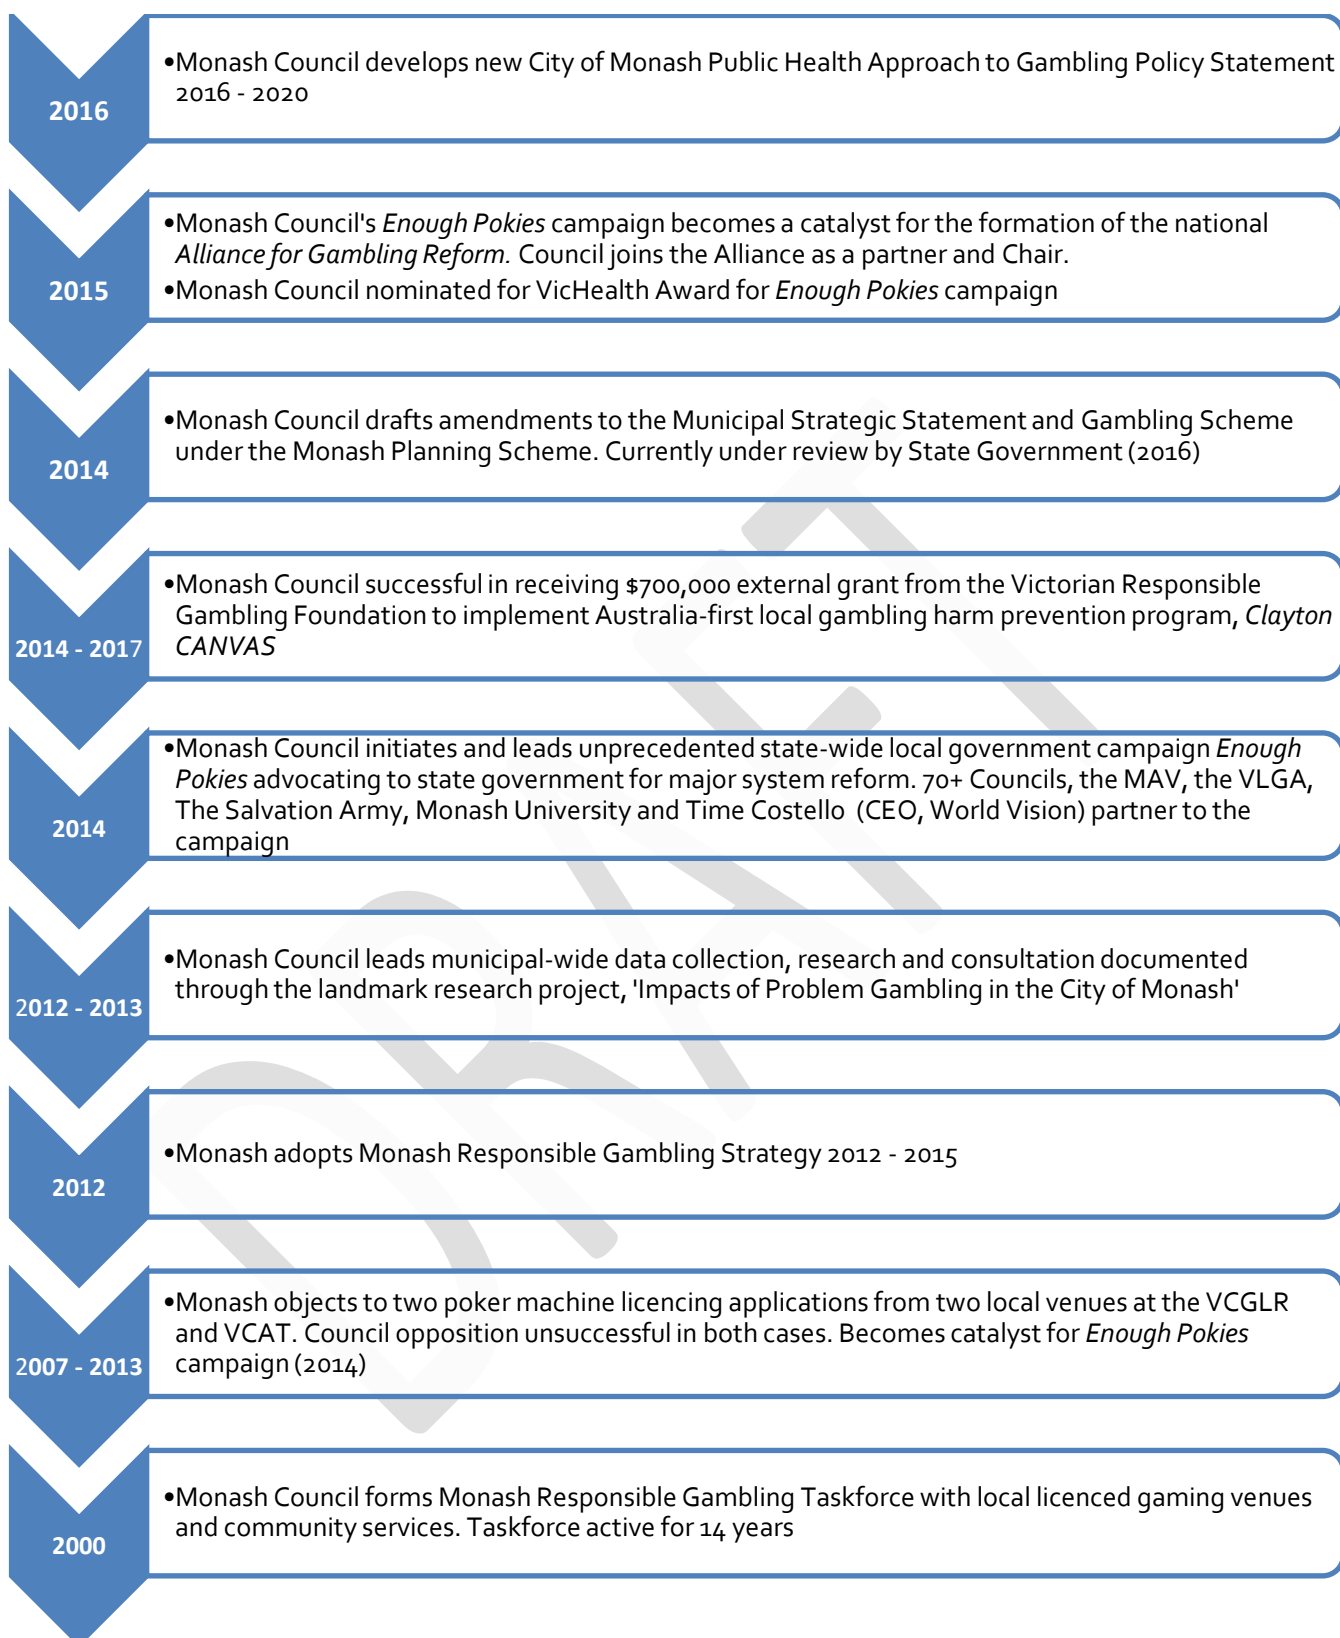 2016
•Monash Council develops new City of Monash Public Health Approach to Gambling Policy Statement
2016 - 2020
2015
•Monash Council's Enough Pokies campaign becomes a catalyst for the formation of the national
Alliance for Gambling Reform. Council joins the Alliance as a partner and Chair.
•Monash Council nominated for VicHealth Award for Enough Pokies campaign
2014
•Monash Council drafts amendments to the Municipal Strategic Statement and Gambling Scheme
under the Monash Planning Scheme. Currently under review by State Government (2016)
2014 - 2017
•Monash Council successful in receiving $700,000 external grant from the Victorian Responsible
Gambling Foundation to implement Australia-first local gambling harm prevention program, Clayton
CANVAS
2014
•Monash Council initiates and leads unprecedented state-wide local government campaign Enough
Pokies advocating to state government for major system reform. 70+ Councils, the MAV, the VLGA,
The Salvation Army, Monash University and Time Costello  (CEO, World Vision) partner to the
campaign
2012 - 2013
•Monash Council leads municipal-wide data collection, research and consultation documented
through the landmark research project, 'Impacts of Problem Gambling in the City of Monash'
2012
•Monash adopts Monash Responsible Gambling Strategy 2012 - 2015
2007 - 2013
•Monash objects to two poker machine licencing applications from two local venues at the VCGLR
and VCAT. Council opposition unsuccessful in both cases. Becomes catalyst for Enough Pokies
campaign (2014)
2000
•Monash Council forms Monash Responsible Gambling Taskforce with local licenced gaming venues
and community services. Taskforce active for 14 years
DRAFT